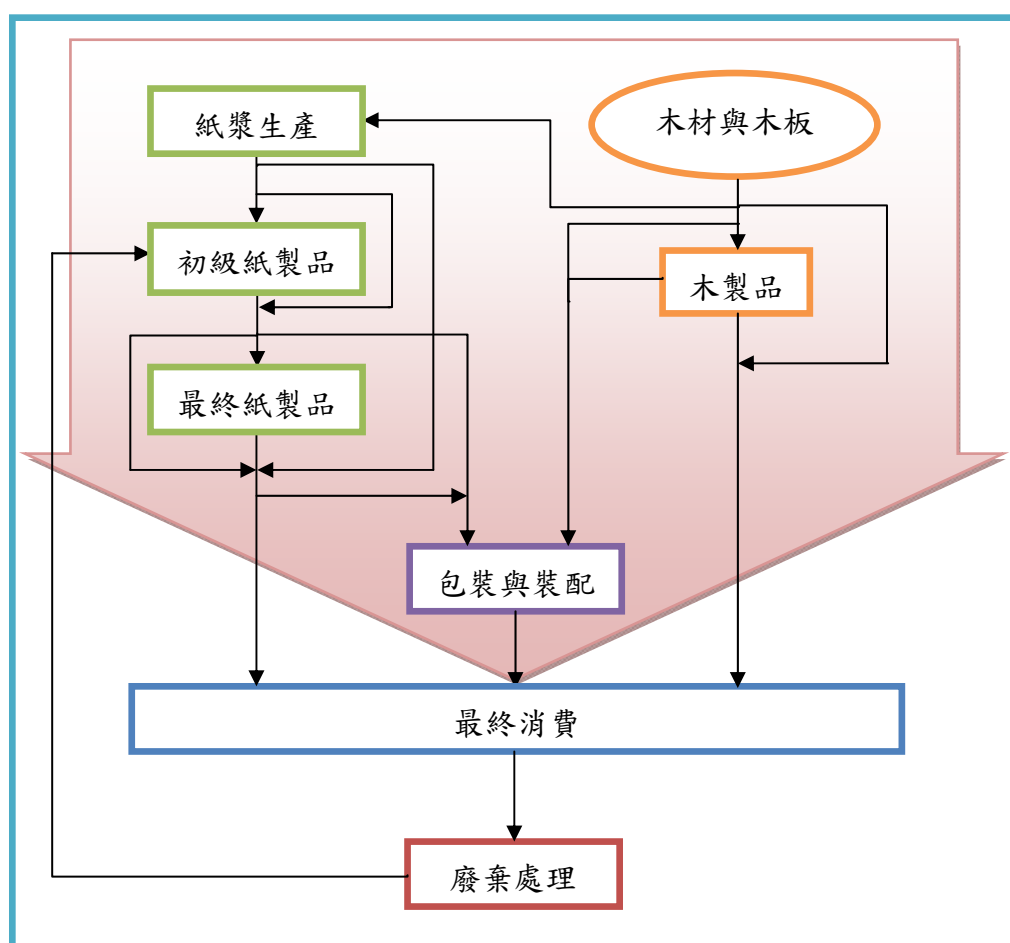 紙漿生產
木材與木板
初級紙製品
木製品
最終紙製品
包裝與裝配
最終消費
廢棄處理